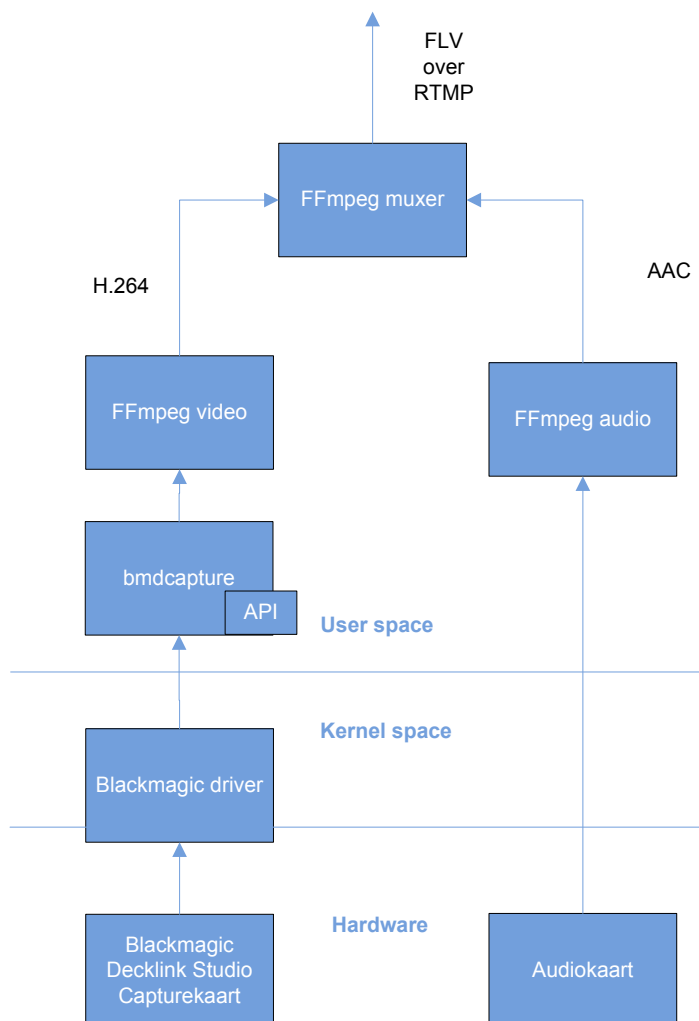 FLV
over
RTMP
FFmpeg muxer
H.264
AAC
FFmpeg video
FFmpeg audio
bmdcapture
API
User space
Kernel space
Blackmagic driver
Hardware
Blackmagic
Decklink Studio
Capturekaart
Audiokaart